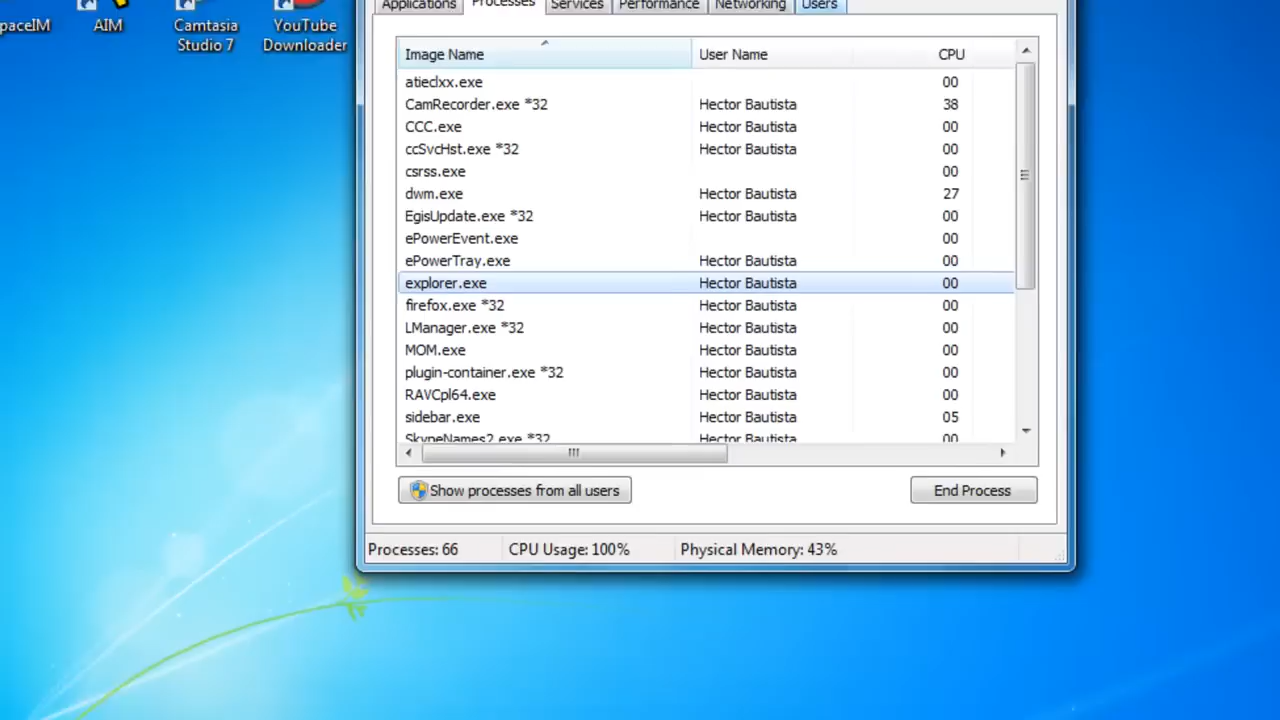 paceIM
AIM
Camtasia
Studio 7
YouTube
Downloader
Applications Processes Services Performance Networking Users
Image Name User Name CPU
atieclxx.exe 00
CamRecorder.exe *32 Hector Bautista 38
CCC.exe Hector Bautista 00
ccSvcHst.exe *32 Hector Bautista 00
csrss.exe 00
dwm.exe Hector Bautista 27
EgisUpdate.exe *32 Hector Bautista 00
ePowerEvent.exe 00
ePowerTray.exe Hector Bautista 00
explorer.exe Hector Bautista 00
firefox.exe *32 Hector Bautista 00
LManager.exe *32 Hector Bautista 00
MOM.exe Hector Bautista 00
plugin-container.exe *32 Hector Bautista 00
RAVCpl64.exe Hector Bautista 00
sidebar.exe Hector Bautista 05
SkypeNames2.exe *32 Hector Bautista 00
Show processes from all users End Process
Processes: 66 CPU Usage: 100% Physical Memory: 43%